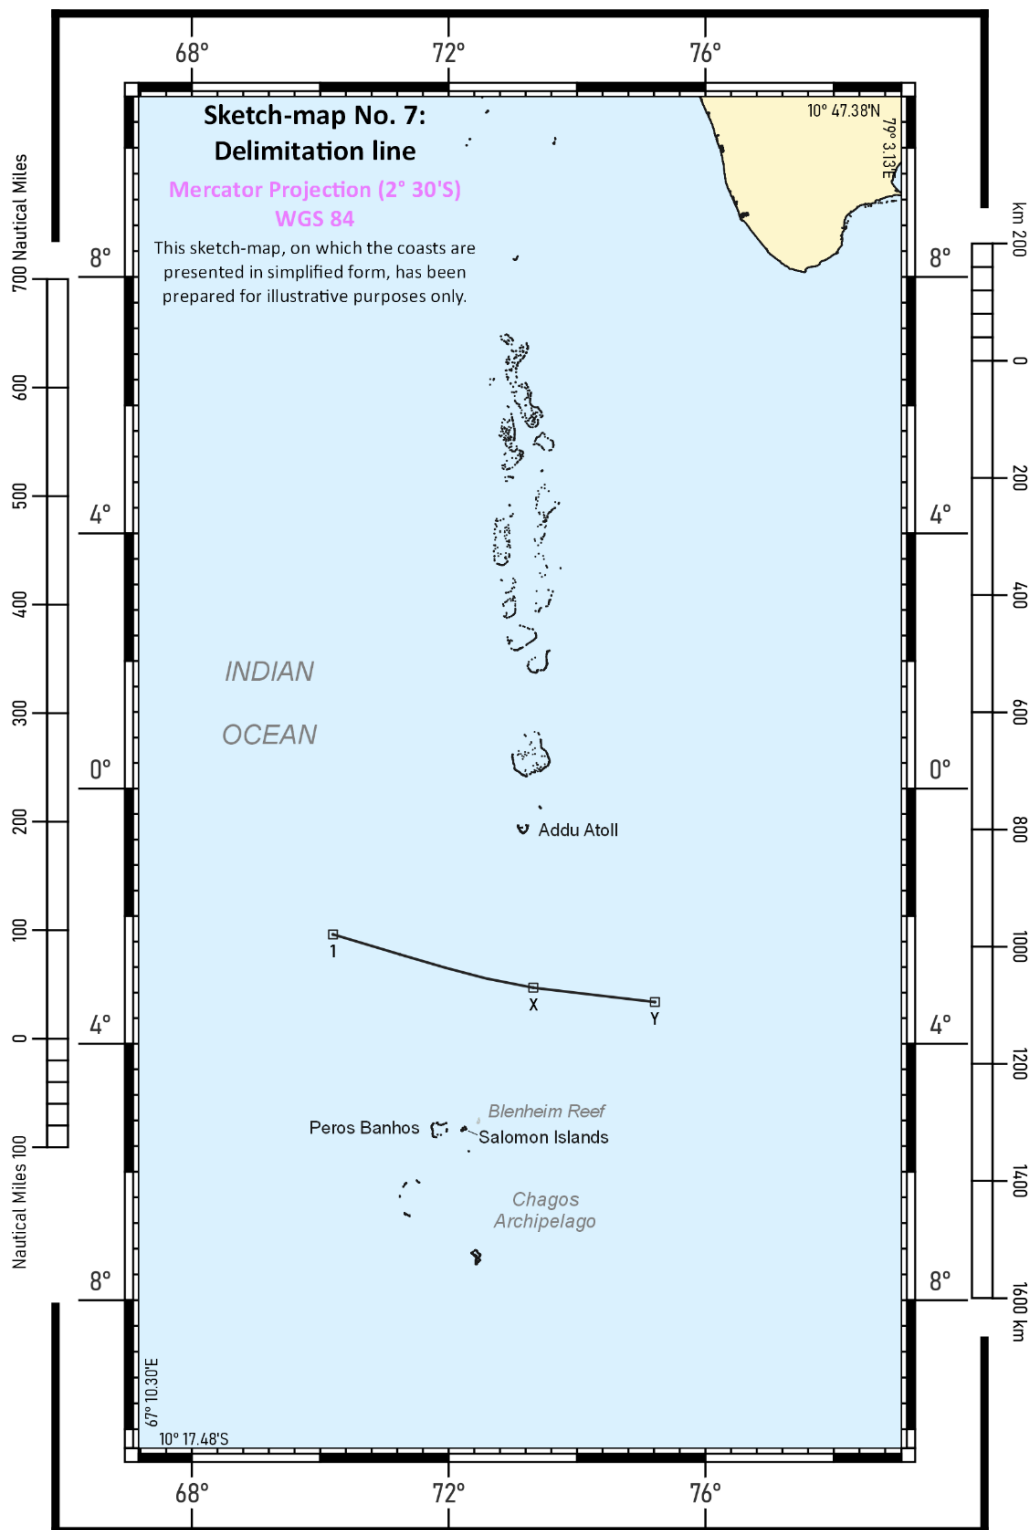 68°
72°
76°
Sketch-map No. 7:
Delimitation line
Mercator Projection (2° 30'S)
WGS 84
This sketch-map, on which the coasts are
presented in simplified form, has been
prepared for illustrative purposes only.
10° 47.38'N
79° 3.13'E
700 Nautical Miles
600
500
400
300
200
100
0
Nautical Miles 100
km 200
0
200
400
600
800
1000
1200
1400
1600 km
8°
8°
4°
4°
INDIAN
OCEAN
0°
0°
Addu Atoll
1
X
Y
4°
4°
Blenheim Reef
Peros Banhos
Salomon Islands
Chagos
Archipelago
8°
8°
67° 10.30'E
10° 17.48'S
68°
72°
76°